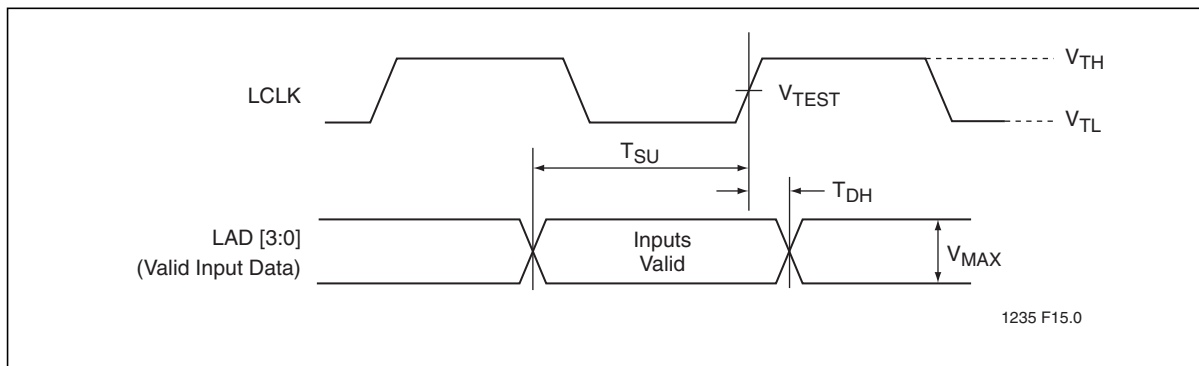 V_TH
LCLK
V_TEST
V_TL
T_SU
T_DH
LAD [3:0]
(Valid Input Data)
Inputs
Valid
V_MAX
1235 F15.0